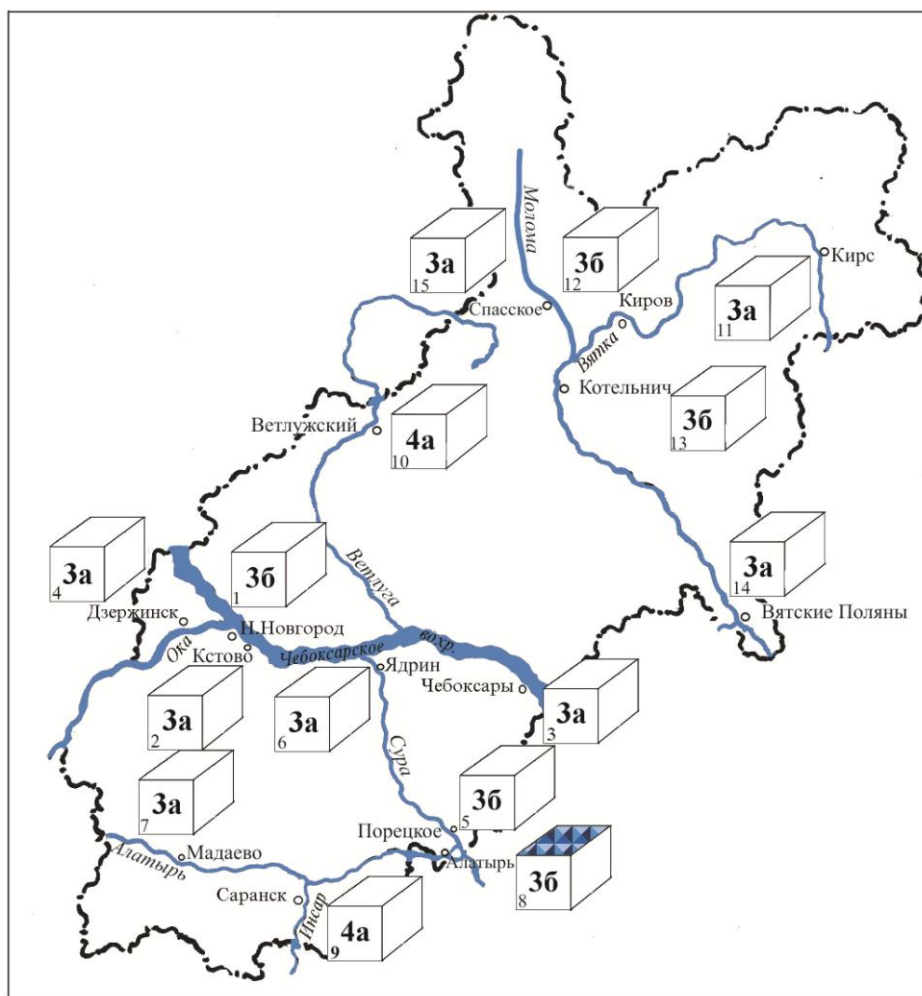 Молома
3а
15
3б
12
Кирс
Киров
Спасское
3а
11
Вятка
Котельнич
Ветлужский
4а
10
3б
13
3а
4
3б
1
Ветлуга
3а
14
Вятские Поляны
Дзержинск
Н.Новгород
Ока
Кстово
Чебоксарское
вохр.
Ядрин
Чебоксары
3а
2
3а
6
3а
3
Сура
3а
7
3б
5
Порецкое
Алатырь
Мадаево
Алатырь
3б
8
Саранск
Инсар
4а
9